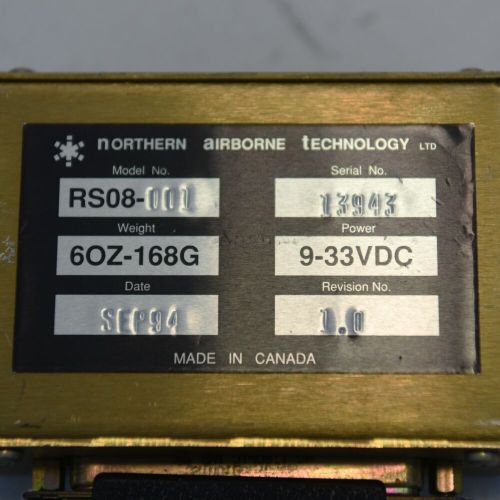 nORTHERN aIRBORNE tECHNOLOGY LTD
Model No. Serial No.
RS08-001 13943
Weight Power
6OZ-168G 9-33VDC
Date Revision No.
SEP94 1.0
MADE IN CANADA